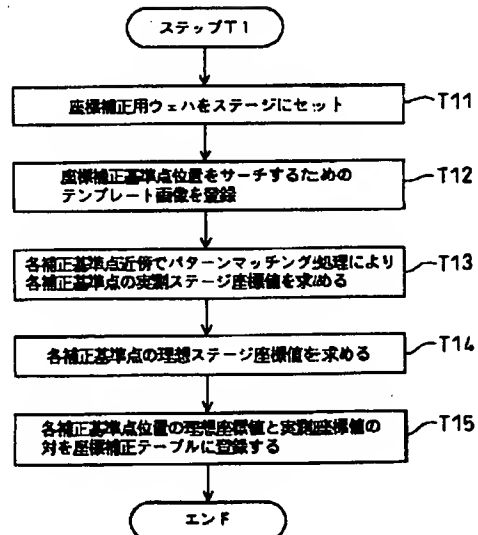 ステップT1
座標補正用ウェハをステージにセット
T11
座標補正基準点位置をサーチするための
テンプレート画像を登録
T12
各補正基準点近傍でパターンマッチング処理により
各補正基準点の実測ステージ座標値を求める
T13
各補正基準点の理想ステージ座標値を求める
T14
各補正基準点位置の理想座標値と実測座標値の
対を座標補正テーブルに登録する
T15
エンド